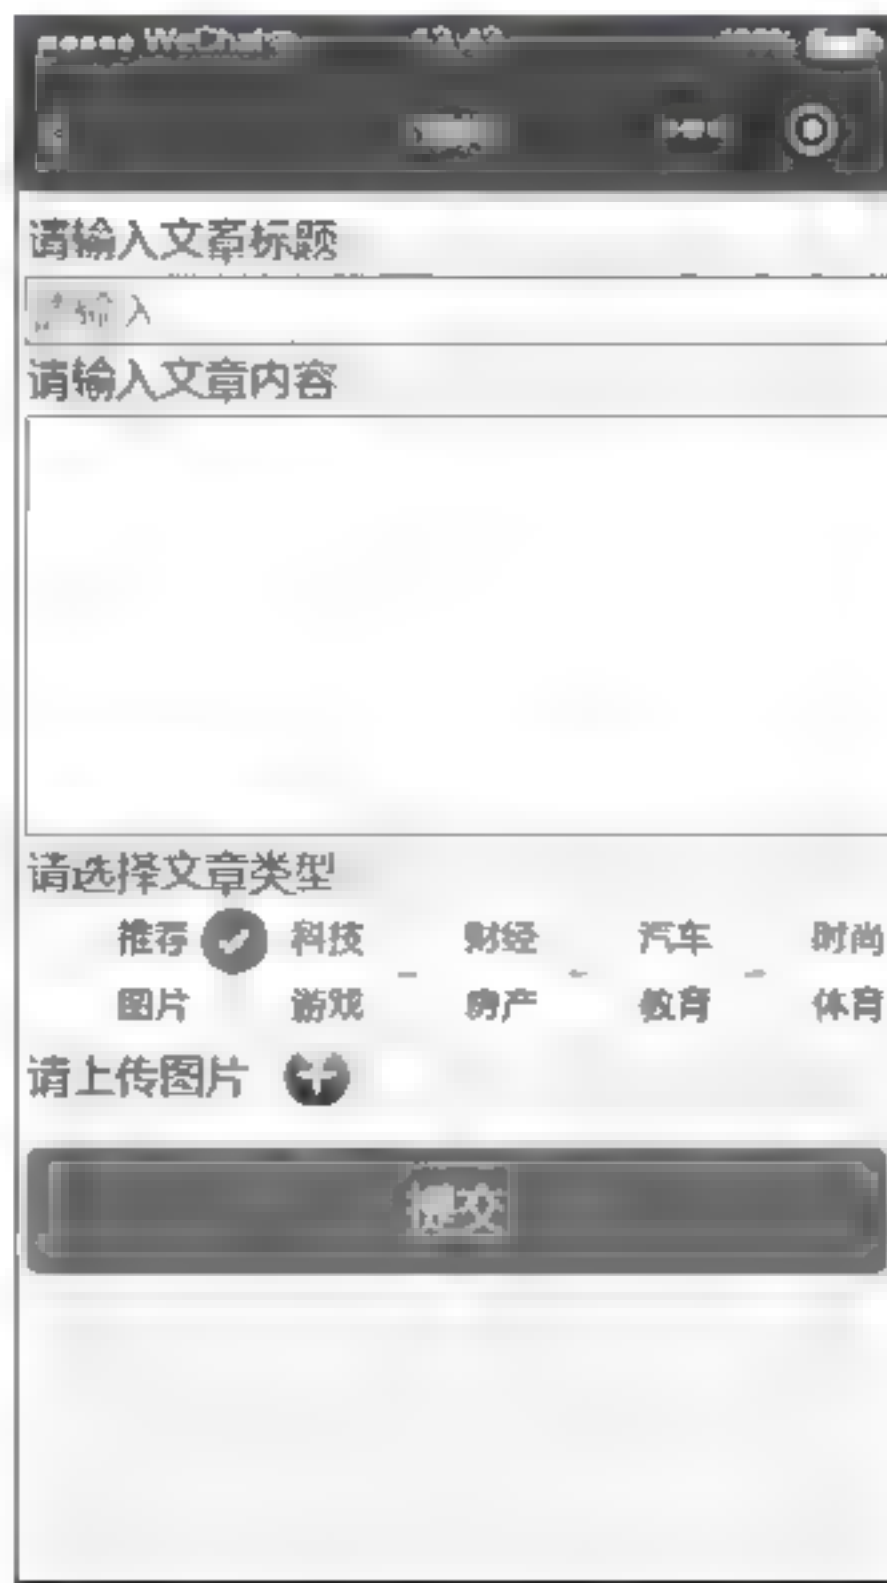 WeChat
请输入文章标题
入
请输入文章内容
请选择文章类型
推荐 科技 财经 汽车 时尚
图片 游戏 房产 教育 体育
请上传图片
提交